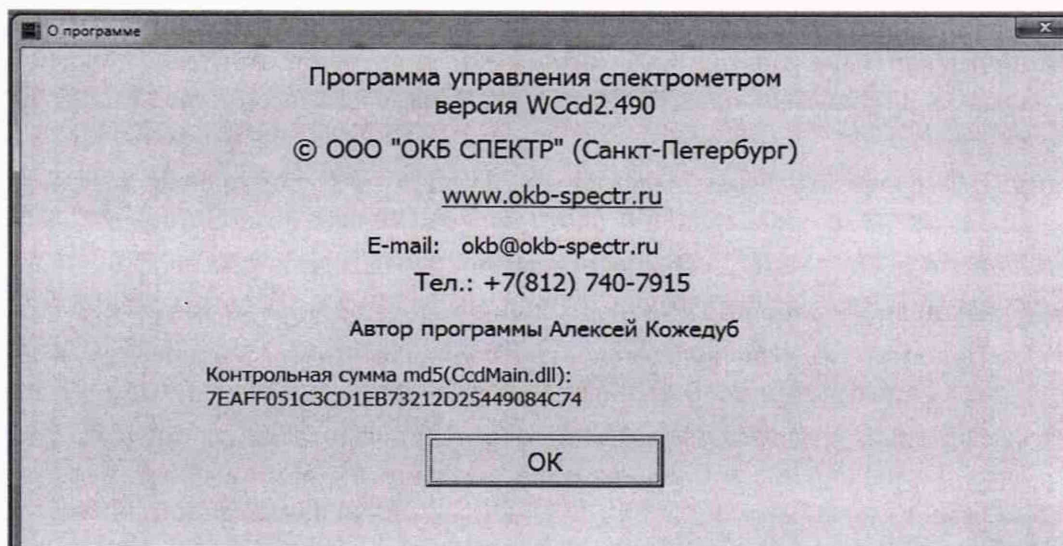 О программе
Программа управления спектрометром
версия WCcd2.490
© ООО "ОКБ СПЕКТР" (Санкт-Петербург)
www.okb-spectr.ru
E-mail: okb@okb-spectr.ru
Тел.: +7(812) 740-7915
Автор программы Алексей Кожедуб
Контрольная сумма md5(CcdMain.dll):
7EAFF051C3CD1EB73212D25449084C74
OK